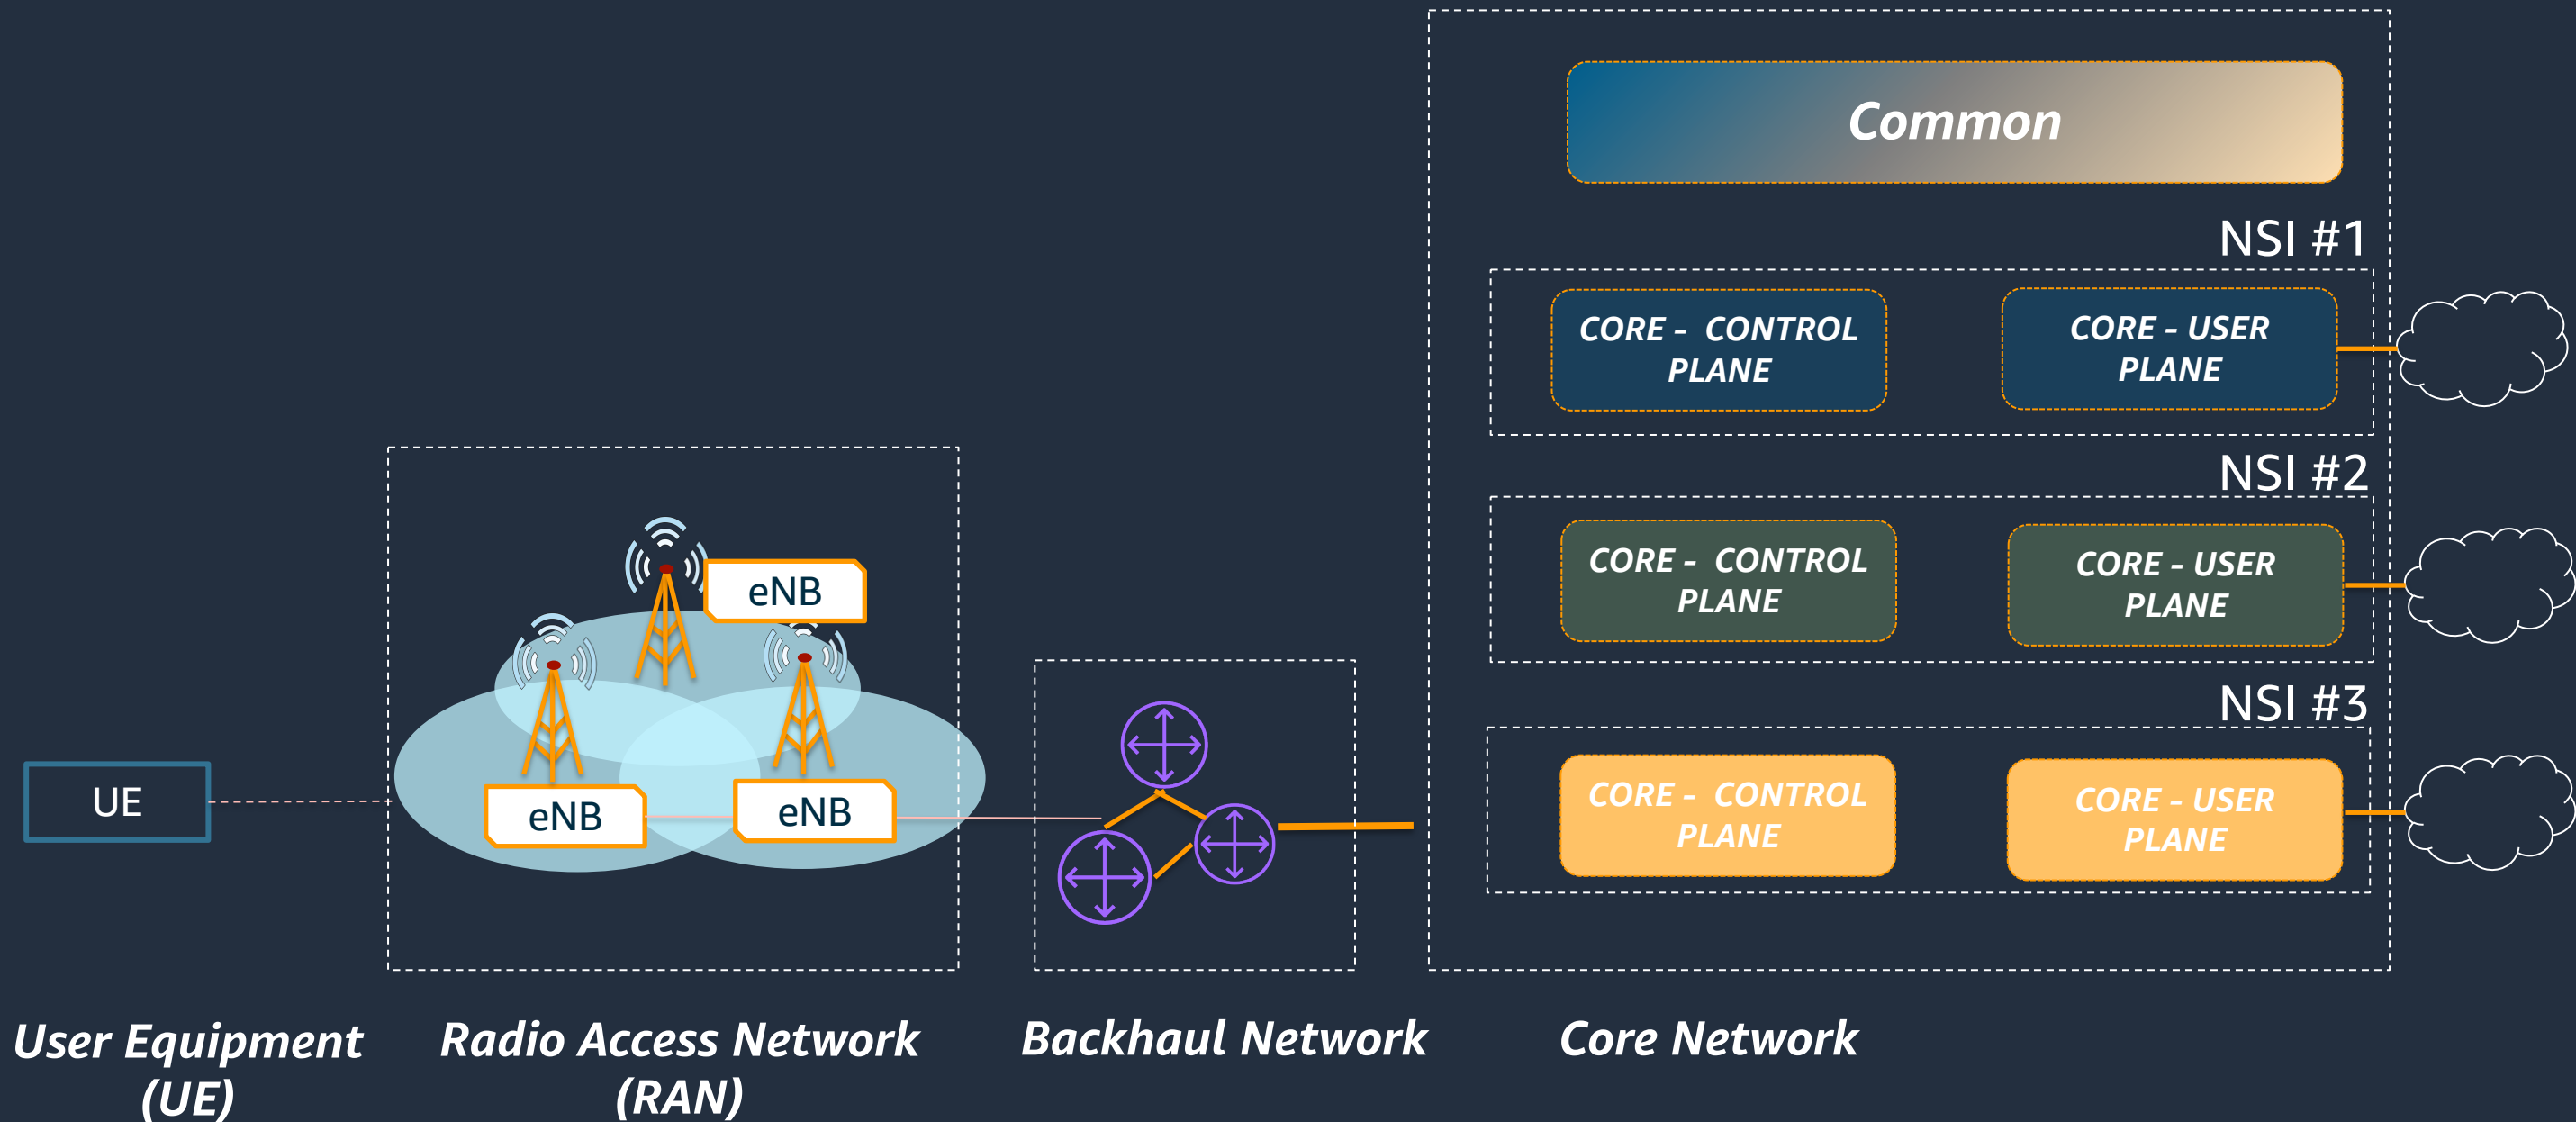 Common
NSI #1
CORE - CONTROL
PLANE
CORE - USER
PLANE
NSI #2
CORE - CONTROL
PLANE
CORE - USER
PLANE
NSI #3
CORE - CONTROL
PLANE
CORE - USER
PLANE
eNB
eNB
eNB
UE
User Equipment
(UE)
Radio Access Network
(RAN)
Backhaul Network
Core Network